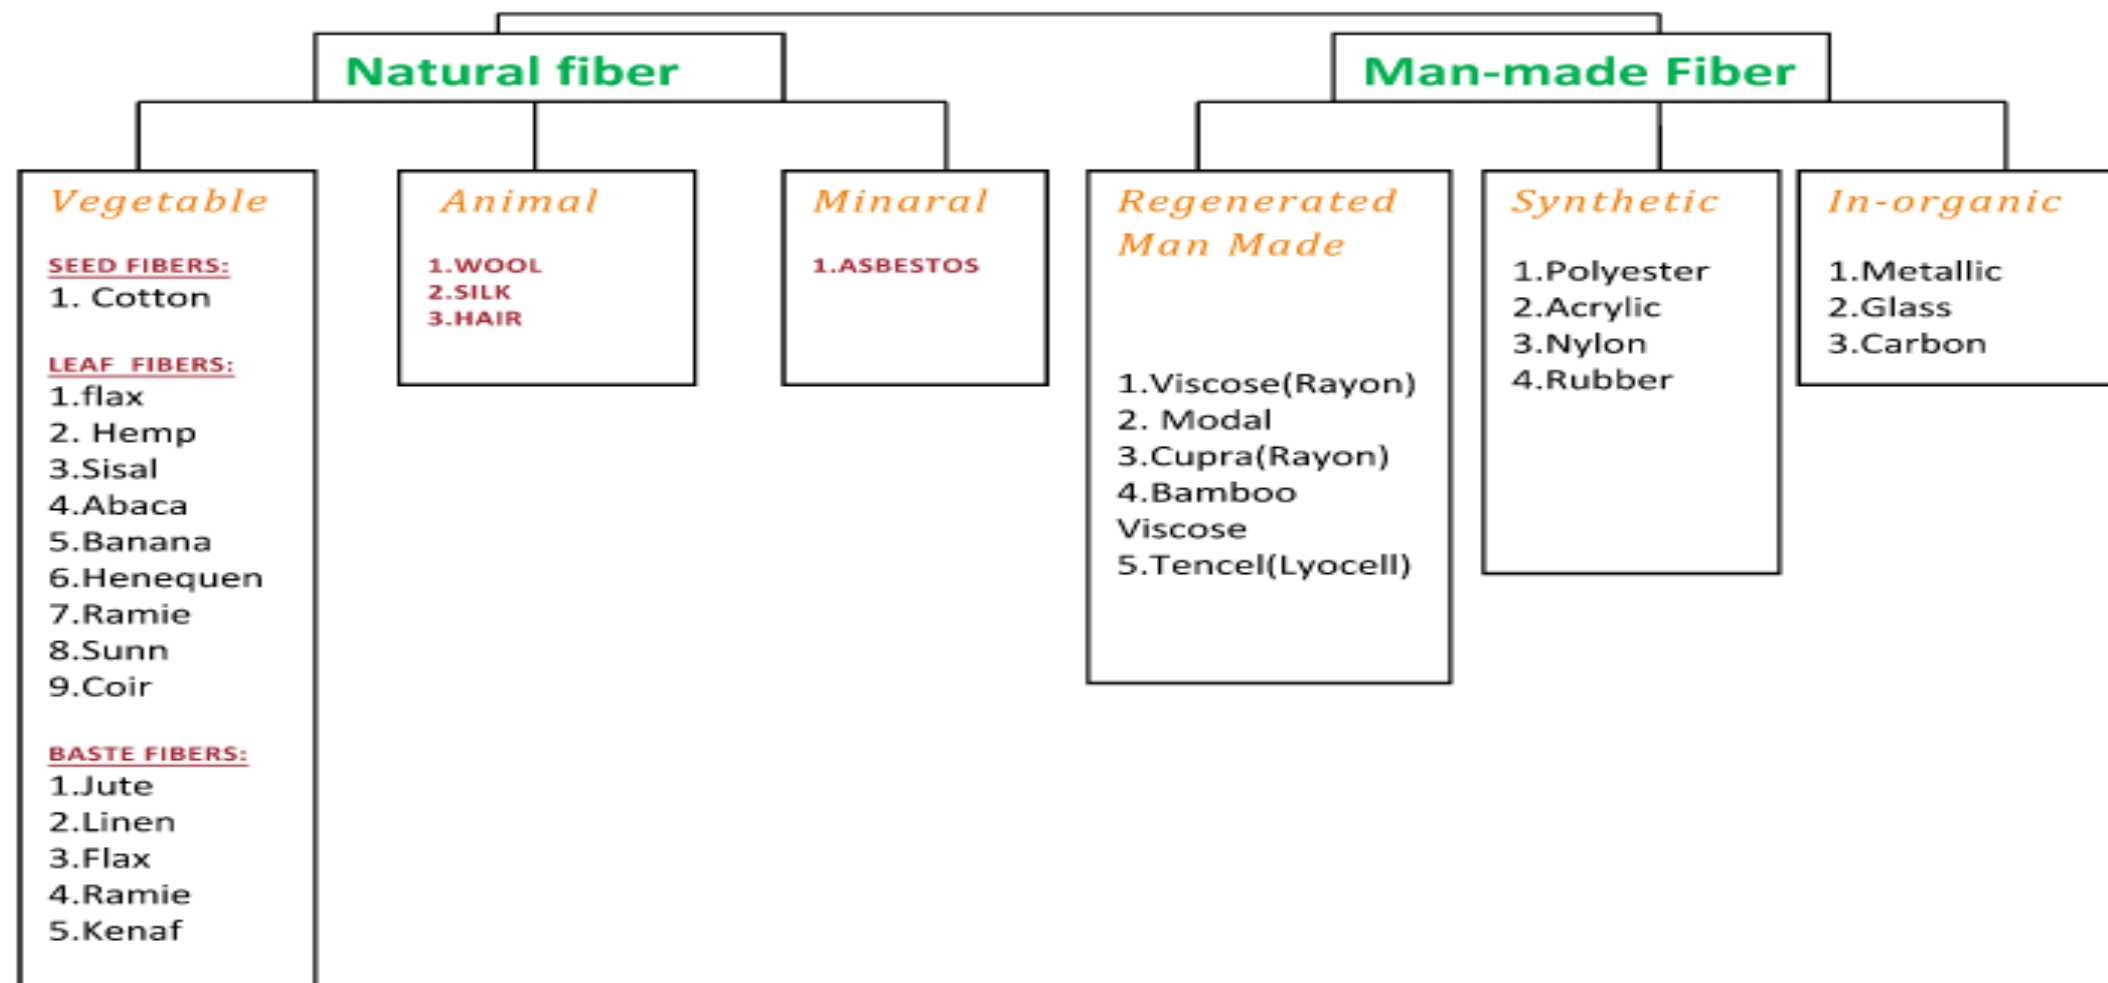 Natural fiber
Man-made Fiber
Vegetable
SEED FIBERS:
1. Cotton
LEAF  FIBERS:
1.flax
2. Hemp
3.Sisal
4.Abaca
5.Banana
6.Henequen
7.Ramie
8.Sunn
9.Coir
BASTE FIBERS:
1.Jute
2.Linen
3.Flax
4.Ramie
5.Kenaf
Animal
1.WOOL
2.SILK
3.HAIR
Minaral
1.ASBESTOS
Regenerated
Man Made
1.Viscose(Rayon)
2. Modal
3.Cupra(Rayon)
4.Bamboo
Viscose
5.Tencel(Lyocell)
Synthetic
1.Polyester
2.Acrylic
3.Nylon
4.Rubber
In-organic
1.Metallic
2.Glass
3.Carbon